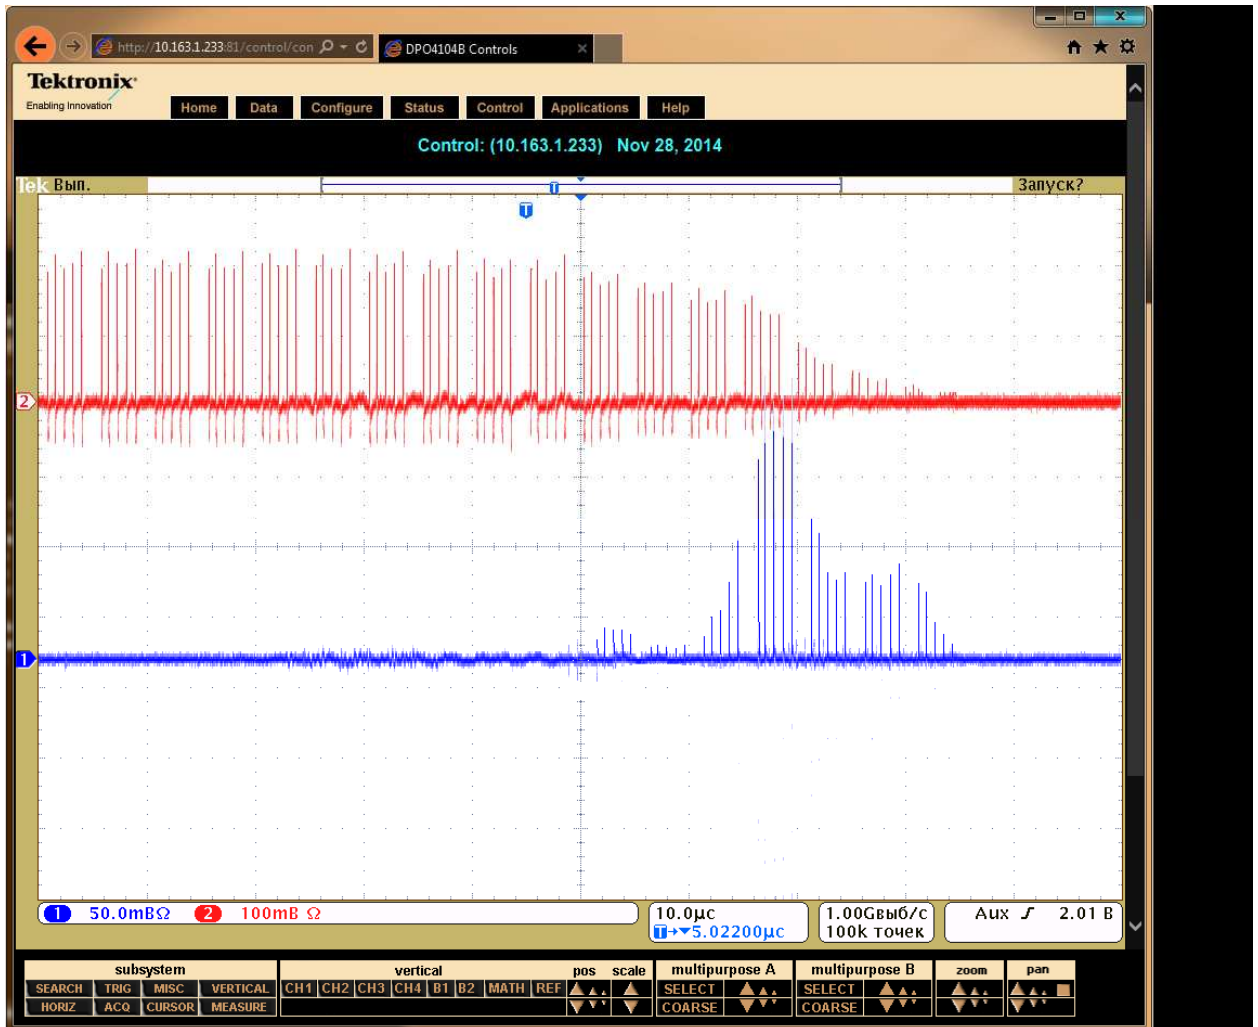 http://10.163.1.233:81/control/con
DPO4104B Controls
Tektronix
Enabling Innovation
Home Data Configure Status Control Applications Help
Control: (10.163.1.233) Nov 28, 2014
Tek Вып. Запуск?
T
T
2
1
1 50.0mВΩ 2 100mВ Ω
10.0µс
T→▼5.02200µс
1.00Gвыб/с
100k точек
Aux ʃ 2.01 В
subsystem vertical pos scale multipurpose A multipurpose B zoom pan
SEARCH TRIG MISC VERTICAL CH1 CH2 CH3 CH4 B1 B2 MATH REF SELECT SELECT
HORIZ ACQ CURSOR MEASURE COARSE COARSE